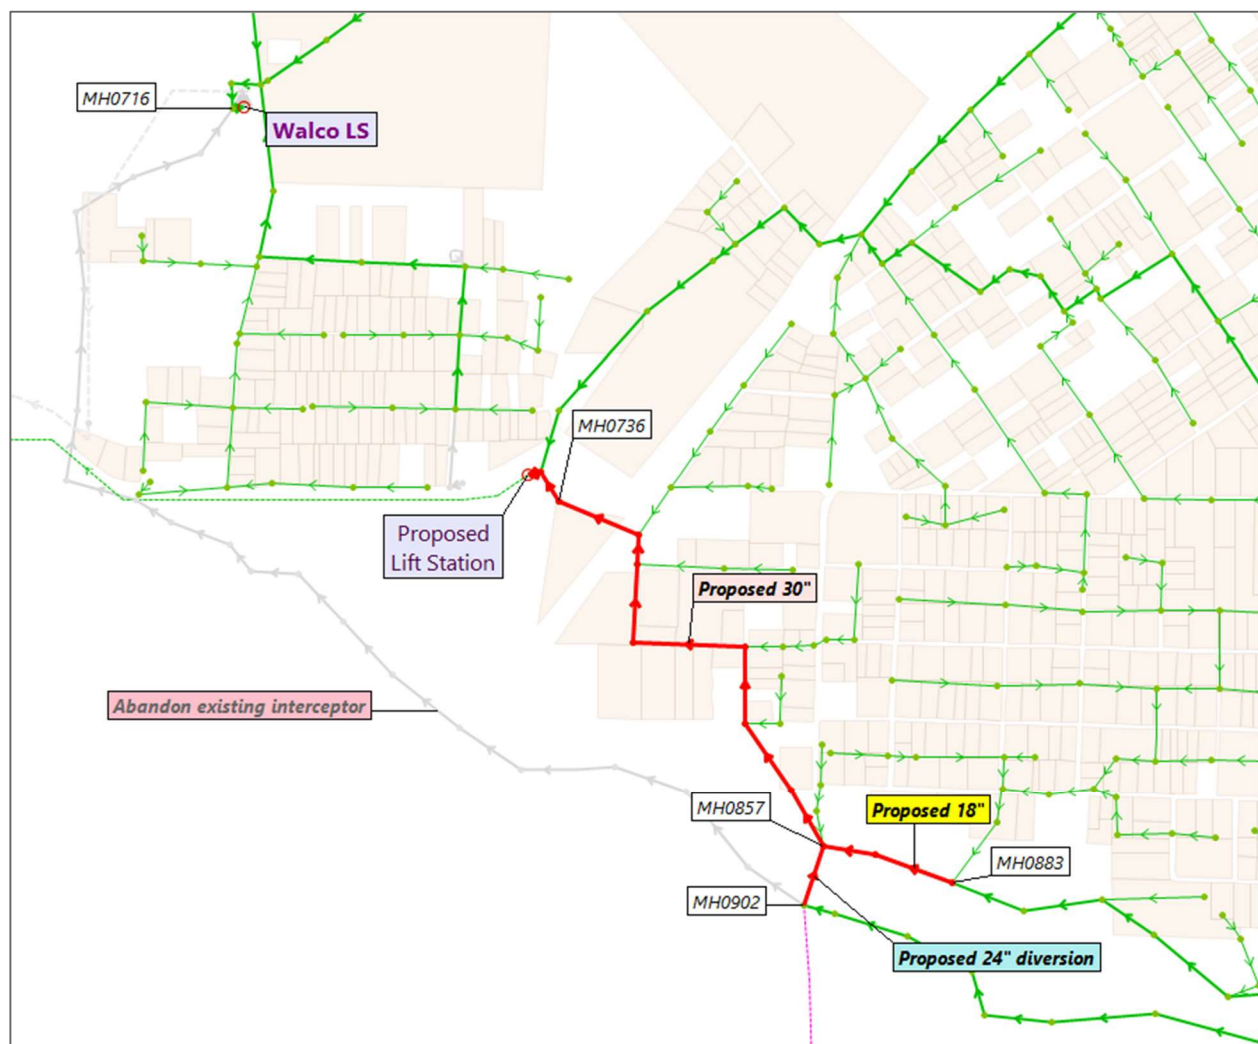 MH0716
Walco LS
MH0736
Proposed
Lift Station
Proposed 30"
Abandon existing interceptor
MH0857
Proposed 18"
MH0883
MH0902
Proposed 24" diversion